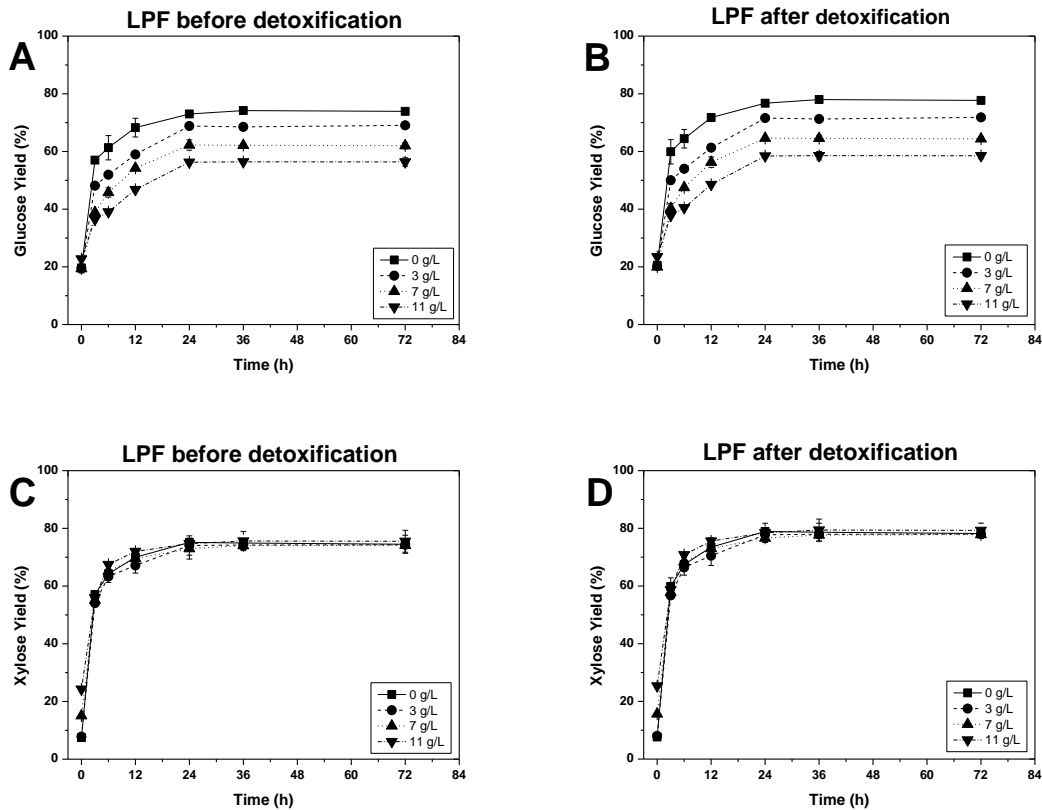 LPF before detoxification
A
Glucose Yield (%)
100
80
60
40
20
0
0 12 24 36 48 60 72 84
Time (h)
0 g/L
3 g/L
7 g/L
11 g/L
LPF after detoxification
B
Glucose Yield (%)
100
80
60
40
20
0
0 12 24 36 48 60 72 84
Time (h)
0 g/L
3 g/L
7 g/L
11 g/L
LPF before detoxification
C
Xylose Yield (%)
100
80
60
40
20
0
0 12 24 36 48 60 72 84
Time (h)
0 g/L
3 g/L
7 g/L
11 g/L
LPF after detoxification
D
Xylose Yield (%)
100
80
60
40
20
0
0 12 24 36 48 60 72 84
Time (h)
0 g/L
3 g/L
7 g/L
11 g/L